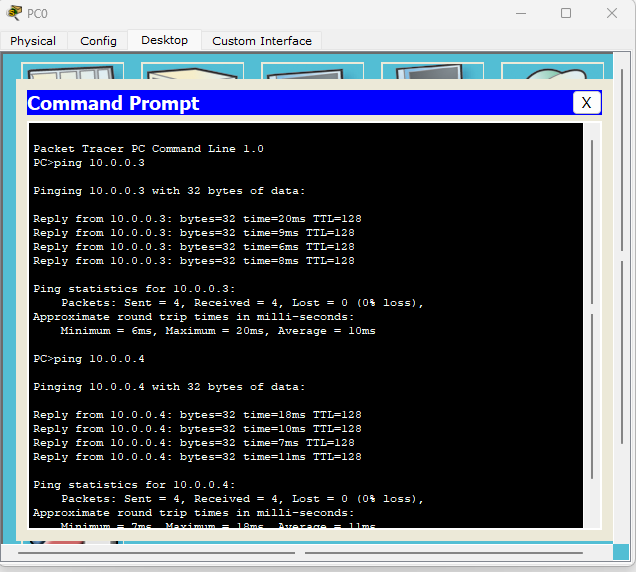 PC0
Physical Config Desktop Custom Interface
Command Prompt X
Packet Tracer PC Command Line 1.0
PC>ping 10.0.0.3
Pinging 10.0.0.3 with 32 bytes of data:
Reply from 10.0.0.3: bytes=32 time=20ms TTL=128
Reply from 10.0.0.3: bytes=32 time=9ms TTL=128
Reply from 10.0.0.3: bytes=32 time=6ms TTL=128
Reply from 10.0.0.3: bytes=32 time=8ms TTL=128
Ping statistics for 10.0.0.3:
Packets: Sent = 4, Received = 4, Lost = 0 (0% loss),
Approximate round trip times in milli-seconds:
Minimum = 6ms, Maximum = 20ms, Average = 10ms
PC>ping 10.0.0.4
Pinging 10.0.0.4 with 32 bytes of data:
Reply from 10.0.0.4: bytes=32 time=18ms TTL=128
Reply from 10.0.0.4: bytes=32 time=10ms TTL=128
Reply from 10.0.0.4: bytes=32 time=7ms TTL=128
Reply from 10.0.0.4: bytes=32 time=11ms TTL=128
Ping statistics for 10.0.0.4:
Packets: Sent = 4, Received = 4, Lost = 0 (0% loss),
Approximate round trip times in milli-seconds:
Minimum = 7ms, Maximum = 18ms, Average = 11ms